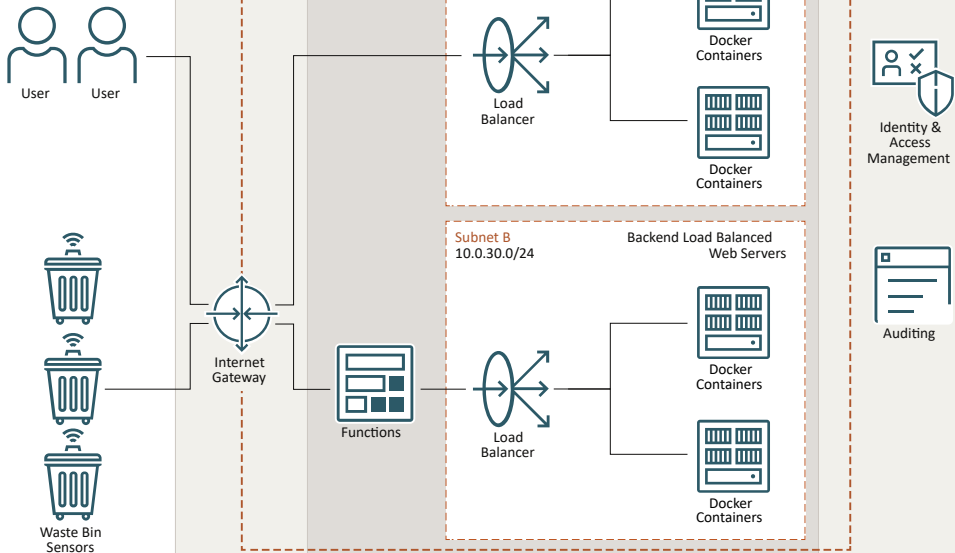 User
User
Docker
Containers
Load
Balancer
Docker
Containers
Identity &
Access
Management
Subnet B
10.0.30.0/24
Backend Load Balanced
Web Servers
Auditing
Internet
Gateway
Docker
Containers
Functions
Load
Balancer
Docker
Containers
Waste Bin
Sensors